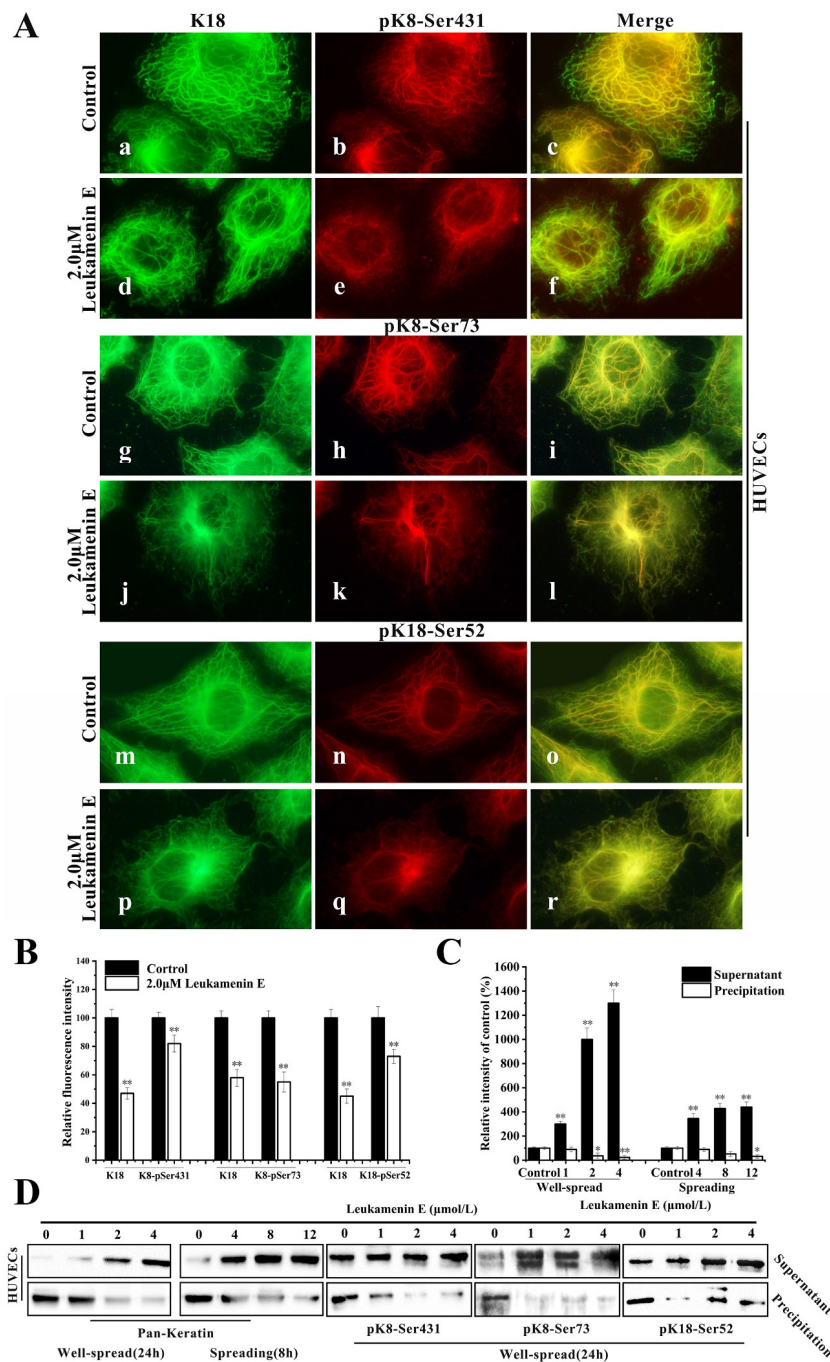 A
K18 pK8-Ser431 Merge
Control
a b c
2.0μM
Leukamenin E
d e f
pK8-Ser73
Control
g h i
2.0μM
Leukamenin E
j k l
pK18-Ser52
Control
m n o
2.0μM
Leukamenin E
p q r
HUVECs
B
Relative fluorescence intensity
140
120
100
80
60
40
20
0
Cortrol
2.0μM Leukamenin E
** ** ** ** ** **
K18 K8-pSer431 K18 K8-pSer73 K18 K18-pSer52
C
Relative intensity of control (%)
1600
1400
1200
1000
800
600
400
200
0
Supernatant
Precipitation
** ** * ** ** ** ** ** *
Control 1 2 4 Control 4 8 12
Well-spread Spreading
Leukamenin E (μmol/L)
D
Leukamenin E (μmol/L)
0 1 2 4 0 4 8 12 0 1 2 4 0 1 2 4 0 1 2 4
HUVECs
Supernatant
Precipitation
Pan-Keratin
pK8-Ser431 pK8-Ser73 pK18-Ser52
Well-spread(24h) Spreading(8h) Well-spread(24h)